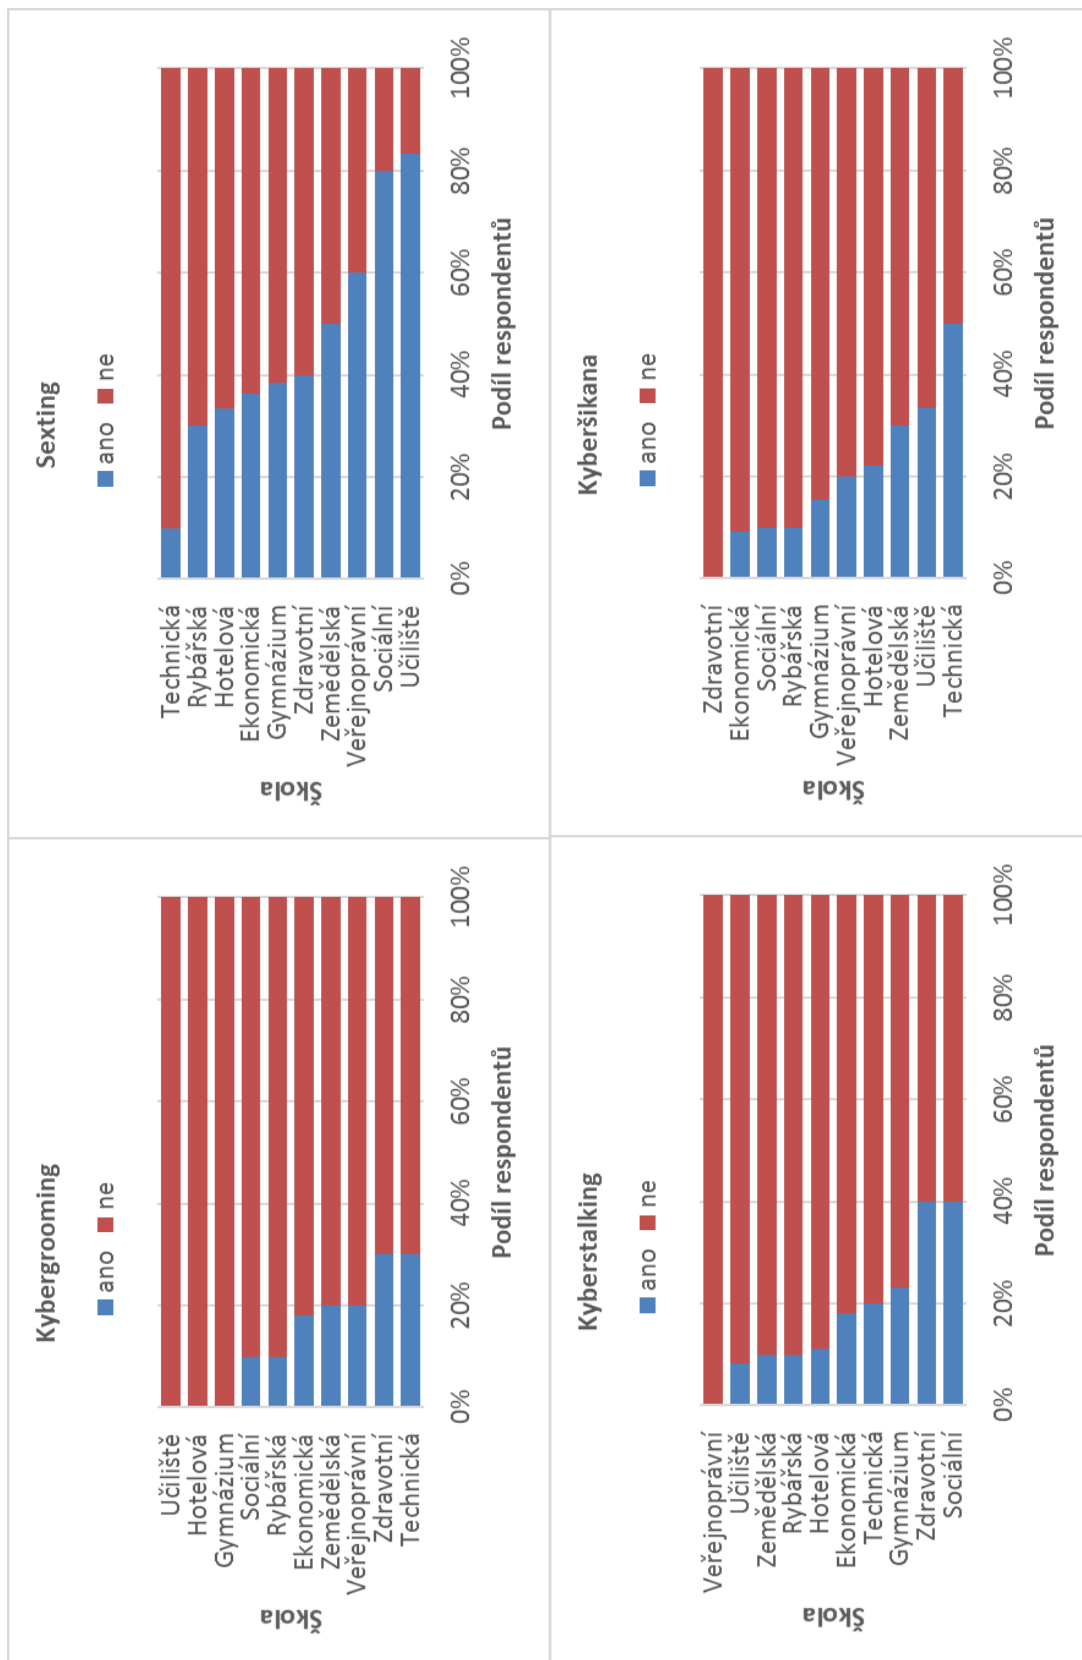 Kybergrooming
ano ne
Škola
Učiliště
Hotelová
Gymnázium
Sociální
Rybářská
Ekonomická
Zemědělská
Veřejnoprávní
Zdravotní
Technická
0% 20% 40% 60% 80% 100%
Podíl respondentů
Sexting
ano ne
Škola
Technická
Rybářská
Hotelová
Ekonomická
Gymnázium
Zdravotní
Zemědělská
Veřejnoprávní
Sociální
Učiliště
0% 20% 40% 60% 80% 100%
Podíl respondentů
Kyberstalking
ano ne
Škola
Veřejnoprávní
Učiliště
Zemědělská
Rybářská
Hotelová
Ekonomická
Technická
Gymnázium
Zdravotní
Sociální
0% 20% 40% 60% 80% 100%
Podíl respondentů
Kyberšikana
ano ne
Škola
Zdravotní
Ekonomická
Sociální
Rybářská
Gymnázium
Veřejnoprávní
Hotelová
Zemědělská
Učiliště
Technická
0% 20% 40% 60% 80% 100%
Podíl respondentů